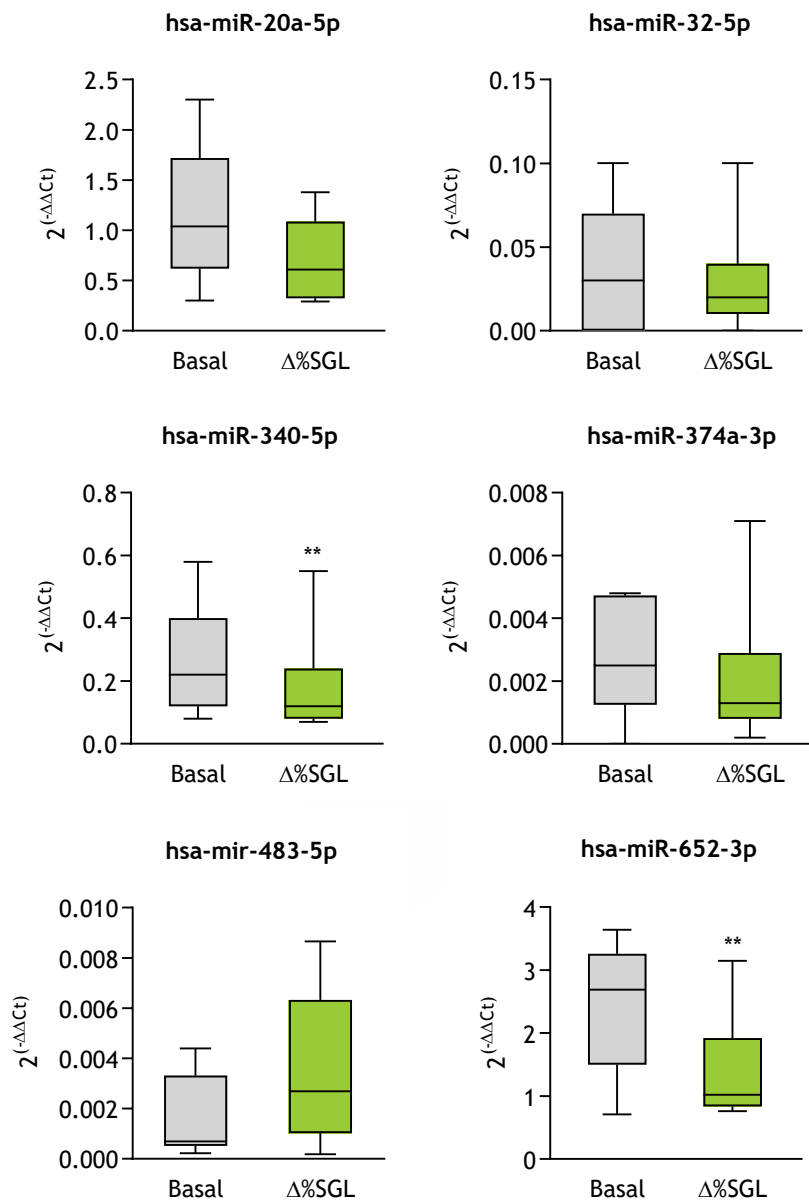 hsa-miR-20a-5p
2.5
2.0
1.5
1.0
0.5
0.0
2^(-ΔΔCt)
Basal Δ%SGL
hsa-miR-32-5p
0.15
0.10
0.05
0.00
2^(-ΔΔCt)
Basal Δ%SGL
hsa-miR-340-5p
0.8
0.6
0.4
0.2
0.0
2^(-ΔΔCt)
**
Basal Δ%SGL
hsa-miR-374a-3p
0.008
0.006
0.004
0.002
0.000
2^(-ΔΔCt)
Basal Δ%SGL
hsa-mir-483-5p
0.010
0.008
0.006
0.004
0.002
0.000
2^(-ΔΔCt)
Basal Δ%SGL
hsa-miR-652-3p
4
3
2
1
0
2^(-ΔΔCt)
**
Basal Δ%SGL